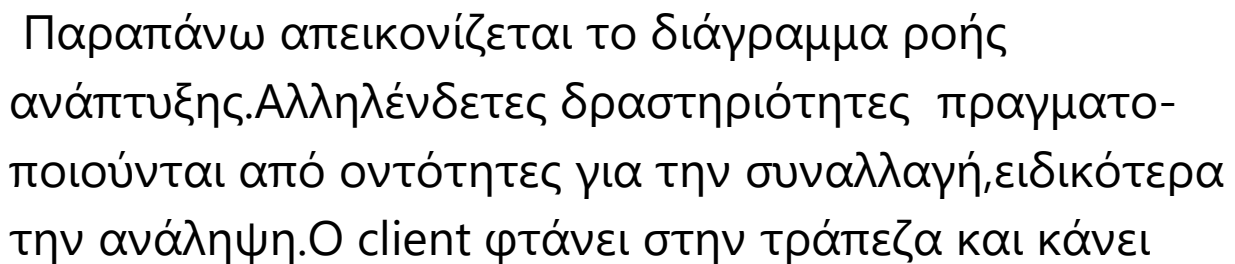 Παραπάνω απεικονίζεται το διάγραμμα ροής
ανάπτυξης.Αλληλένδετες δραστηριότητες  πραγματο-
ποιούνται από οντότητες για την συναλλαγή,ειδικότερα
την ανάληψη.Ο client φτάνει στην τράπεζα και κάνει